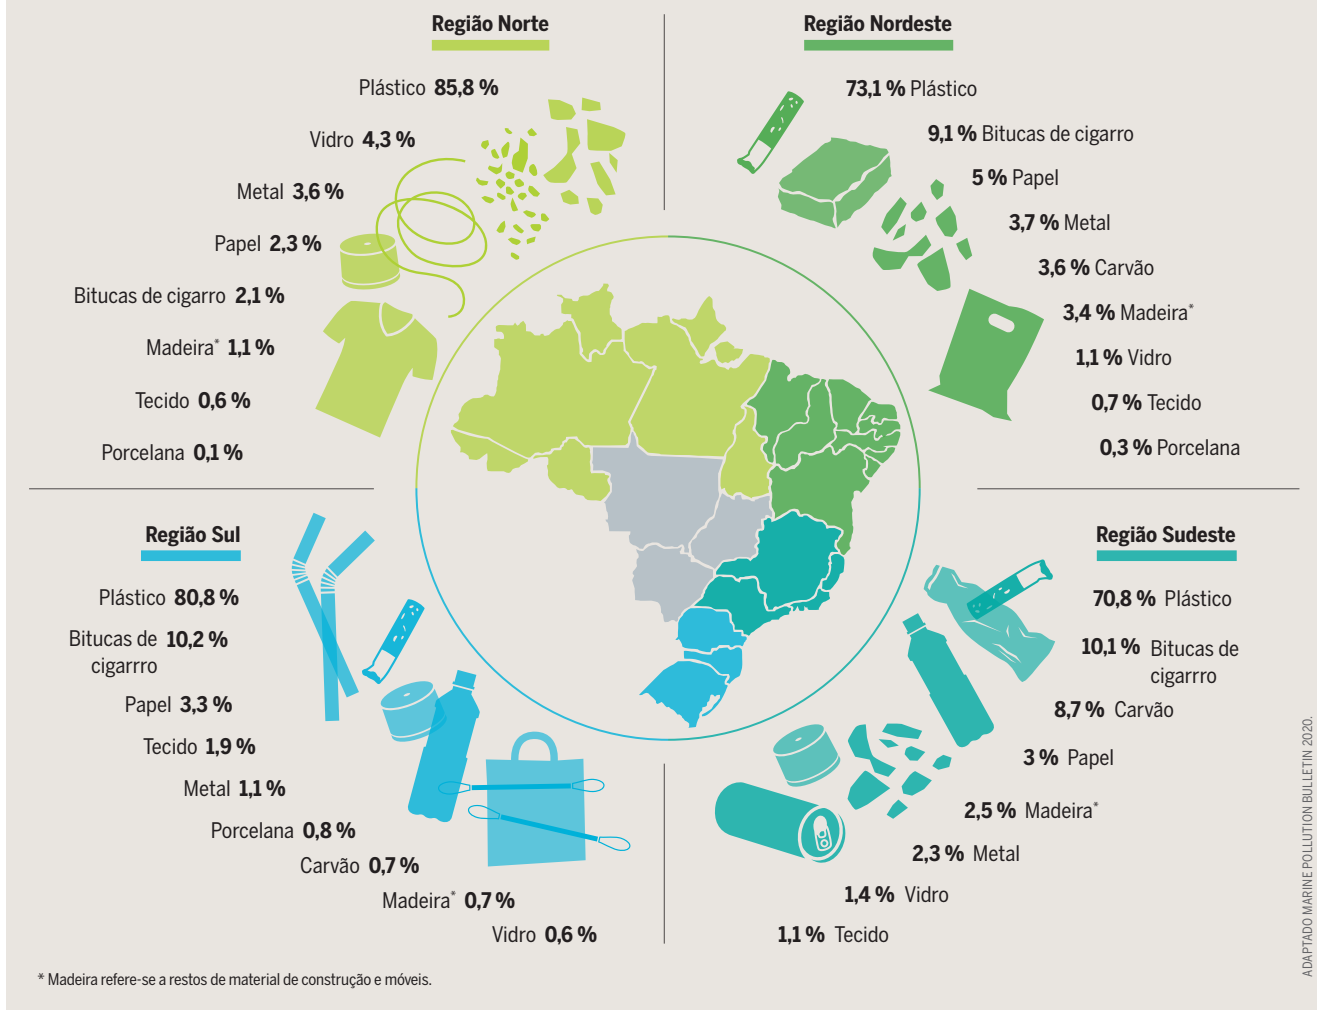 Região Norte
Plástico 85,8 %
Vidro 4,3 %
Metal 3,6 %
Papel 2,3 %
Bitucas de cigarro 2,1 %
Madeira* 1,1 %
Tecido 0,6 %
Porcelana 0,1 %
Região Nordeste
73,1 % Plástico
9,1 % Bitucas de cigarro
5 % Papel
3,7 % Metal
3,6 % Carvão
3,4 % Madeira*
1,1 % Vidro
0,7 % Tecido
0,3 % Porcelana
Região Sul
Plástico 80,8 %
Bitucas de 10,2 %
cigarrro
Papel 3,3 %
Tecido 1,9 %
Metal 1,1 %
Porcelana 0,8 %
Carvão 0,7 %
Madeira* 0,7 %
Vidro 0,6 %
Região Sudeste
70,8 % Plástico
10,1 % Bitucas de
cigarrro
8,7 % Carvão
3 % Papel
2,5 % Madeira*
2,3 % Metal
1,4 % Vidro
1,1 % Tecido
* Madeira refere-se a restos de material de construção e móveis.
ADAPTADO MARINE POLLUTION BULLETIN 2020.